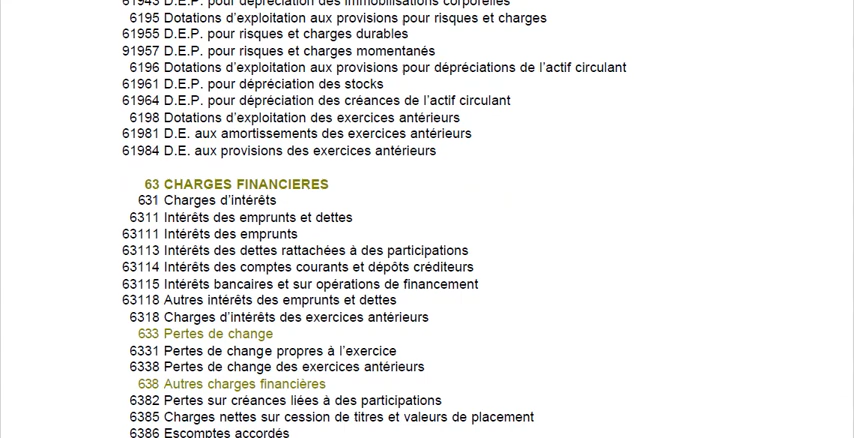 61943 D.E.P. pour dépréciation des immobilisations corporelles
6195 Dotations d’exploitation aux provisions pour risques et charges
61955 D.E.P. pour risques et charges durables
91957 D.E.P. pour risques et charges momentanés
6196 Dotations d’exploitation aux provisions pour dépréciations de l’actif circulant
61961 D.E.P. pour dépréciation des stocks
61964 D.E.P. pour dépréciation des créances de l’actif circulant
6198 Dotations d’exploitation des exercices antérieurs
61981 D.E. aux amortissements des exercices antérieurs
61984 D.E. aux provisions des exercices antérieurs
63 CHARGES FINANCIERES
631 Charges d’intérêts
6311 Intérêts des emprunts et dettes
63111 Intérêts des emprunts
63113 Intérêts des dettes rattachées à des participations
63114 Intérêts des comptes courants et dépôts créditeurs
63115 Intérêts bancaires et sur opérations de financement
63118 Autres intérêts des emprunts et dettes
6318 Charges d’intérêts des exercices antérieurs
633 Pertes de change
6331 Pertes de change propres à l’exercice
6338 Pertes de change des exercices antérieurs
638 Autres charges financières
6382 Pertes sur créances liées à des participations
6385 Charges nettes sur cession de titres et valeurs de placement
6386 Escomptes accordés